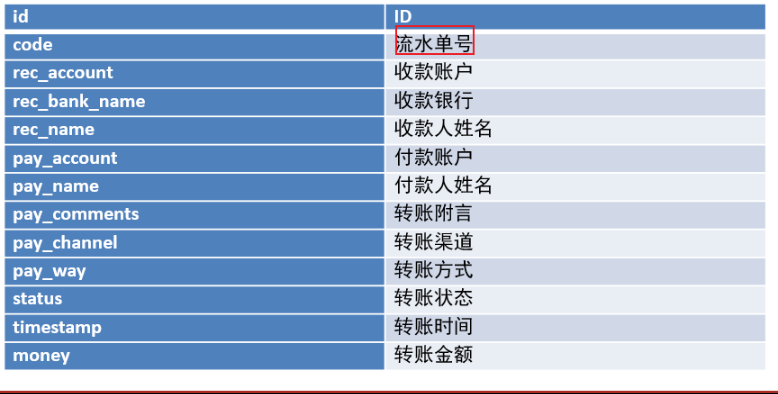 id ID
code 流水单号
rec_account 收款账户
rec_bank_name 收款银行
rec_name 收款人姓名
pay_account 付款账户
pay_name 付款人姓名
pay_comments 转账附言
pay_channel 转账渠道
pay_way 转账方式
status 转账状态
timestamp 转账时间
money 转账金额